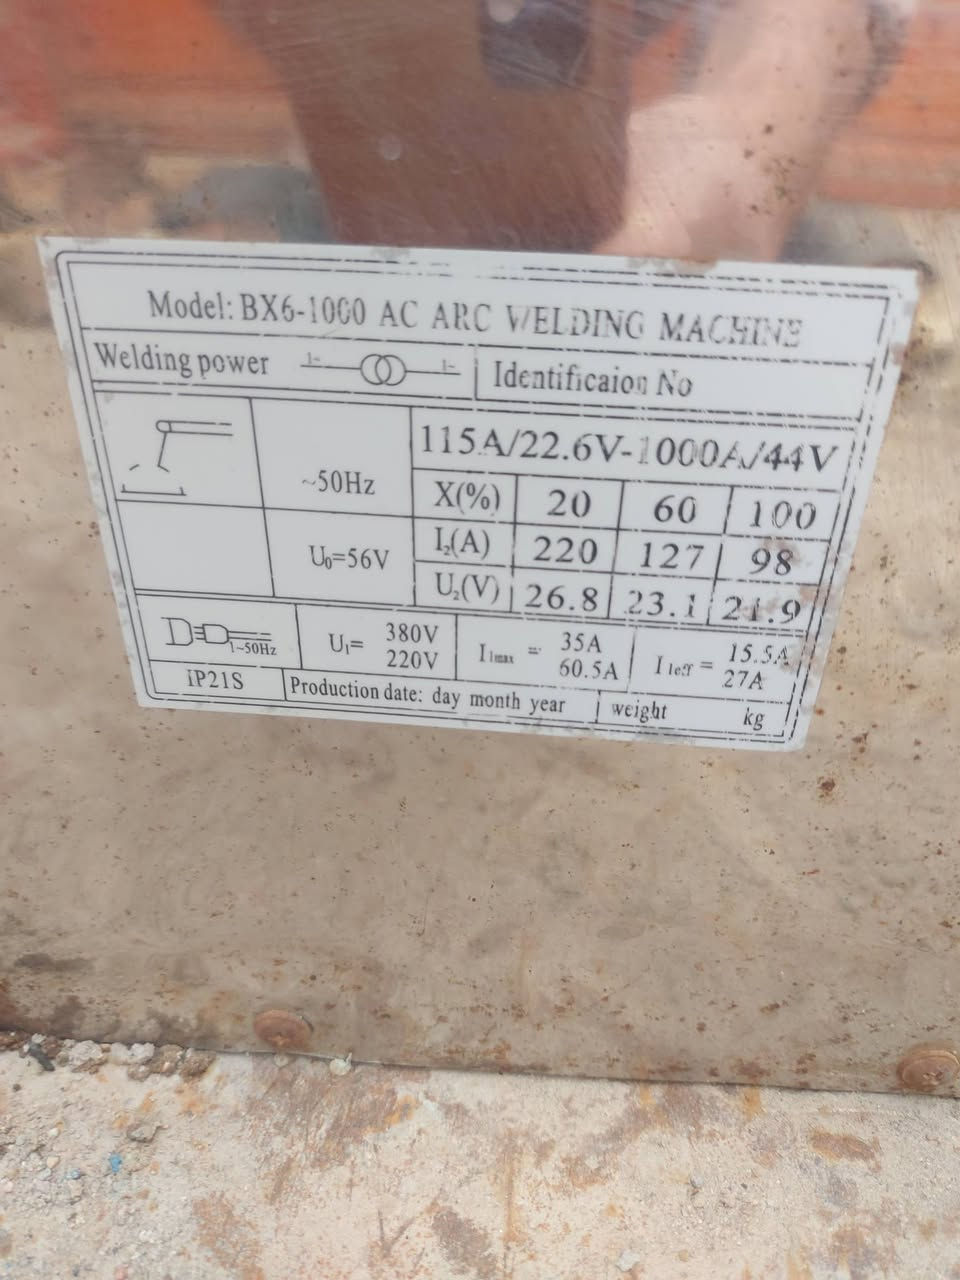 Model: BX6-1000 AC ARC WELDING MACHINE
Welding power 1~ 1~ Identificaion No
115A/22.6V-1000A/44V
~50Hz
X(%) 20 60 100
I₂(A) 220 127 98
U₀=56V
U₂(V) 26.8 23.1 21.9
1~50Hz U₁= 380V 220V I₁max = 35A 60.5A I₁eff = 15.5A 27A
IP21S Production date: day month year weight kg